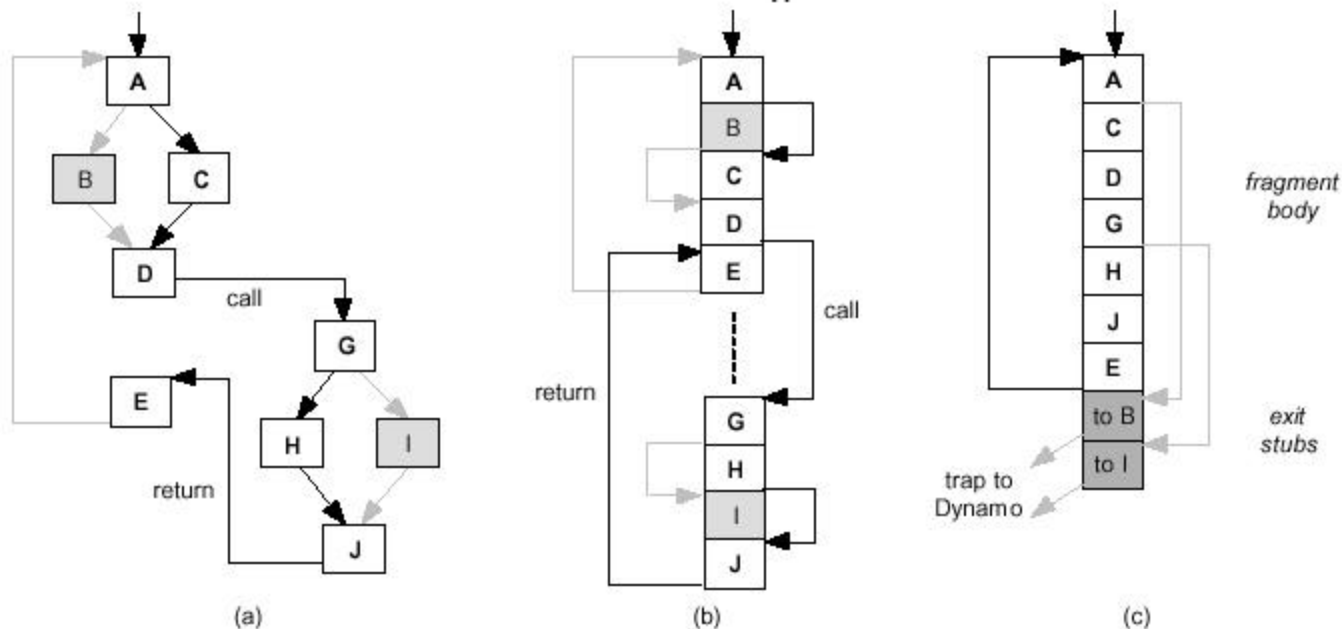 A
B
C
D
call
G
E
H
I
return
J
(a)
A
B
C
D
E
call
return
G
H
I
J
(b)
A
C
D
G
H
J
E
to B
to I
fragment
body
exit
stubs
trap to
Dynamo
(c)